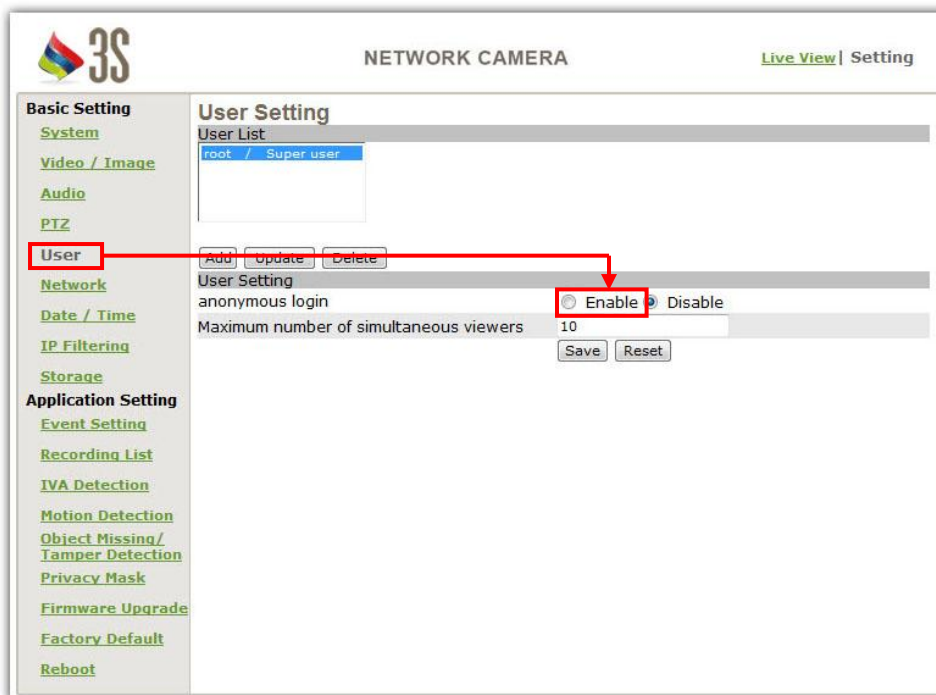 3S
NETWORK CAMERA
Live View | Setting
Basic Setting
System
Video / Image
Audio
PTZ
User
Network
Date / Time
IP Filtering
Storage
Application Setting
Event Setting
Recording List
IVA Detection
Motion Detection
Object Missing/
Tamper Detection
Privacy Mask
Firmware Upgrade
Factory Default
Reboot
User Setting
User List
root / Super user
Add Update Delete
User Setting
anonymous login Enable Disable
Maximum number of simultaneous viewers 10
Save Reset